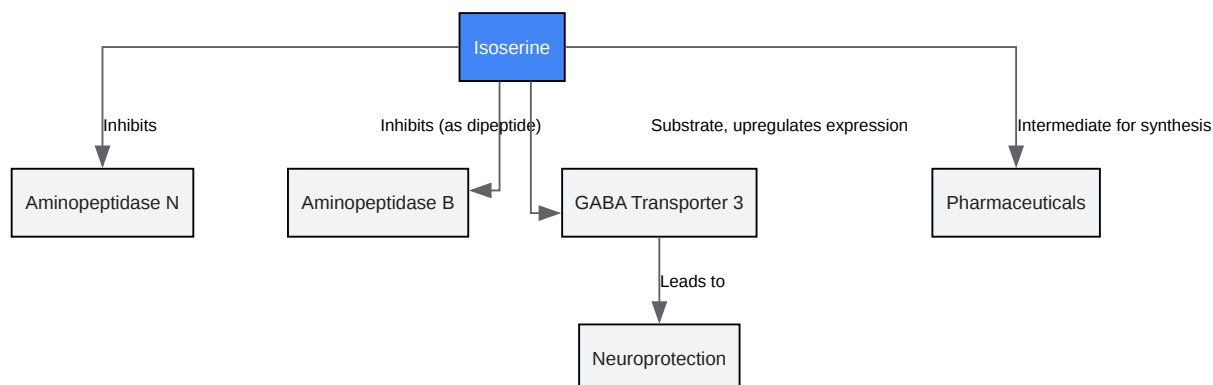 Isoserine
Inhibits
Inhibits (as dipeptide)
Substrate, upregulates expression
Intermediate for synthesis
Aminopeptidase N
Aminopeptidase B
GABA Transporter 3
Pharmaceuticals
Leads to
Neuroprotection